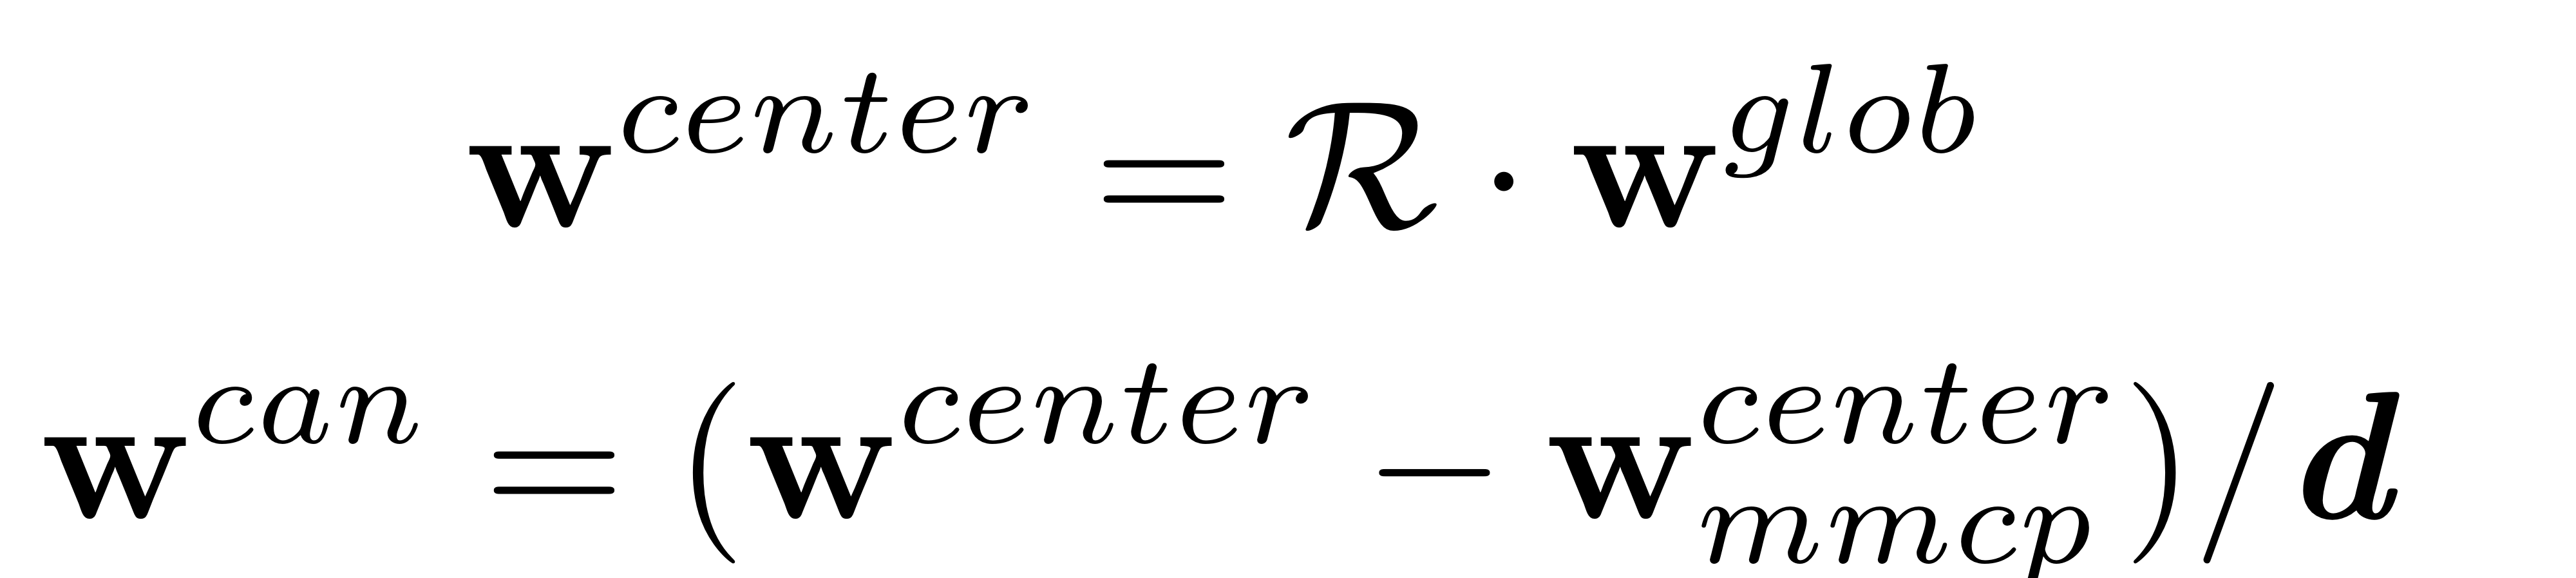 𝐰^{center} = ℛ · 𝐰^{glob}
𝐰^{can} = (𝐰^{center} − 𝐰^{center}_{mmcp})/𝒅